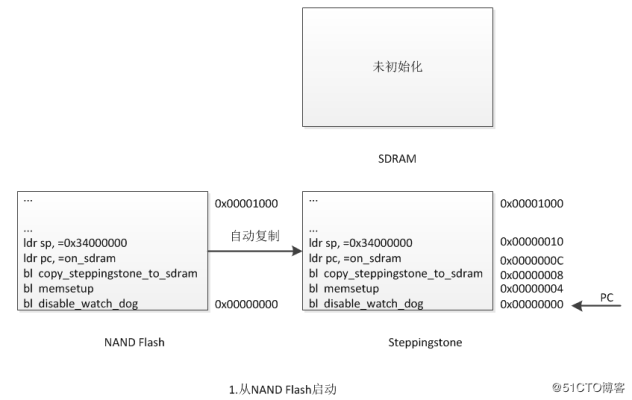 未初始化
SDRAM
...
...
ldr sp, =0x34000000
ldr pc, =on_sdram
bl copy_steppingstone_to_sdram
bl memsetup
bl disable_watch_dog
0x00001000
0x00000000
NAND Flash
自动复制
...
...
ldr sp, =0x34000000
ldr pc, =on_sdram
bl copy_steppingstone_to_sdram
bl memsetup
bl disable_watch_dog
0x00001000
0x00000010
0x0000000C
0x00000008
0x00000004
0x00000000
PC
Steppingstone
1.从NAND Flash启动
@51CTO博客